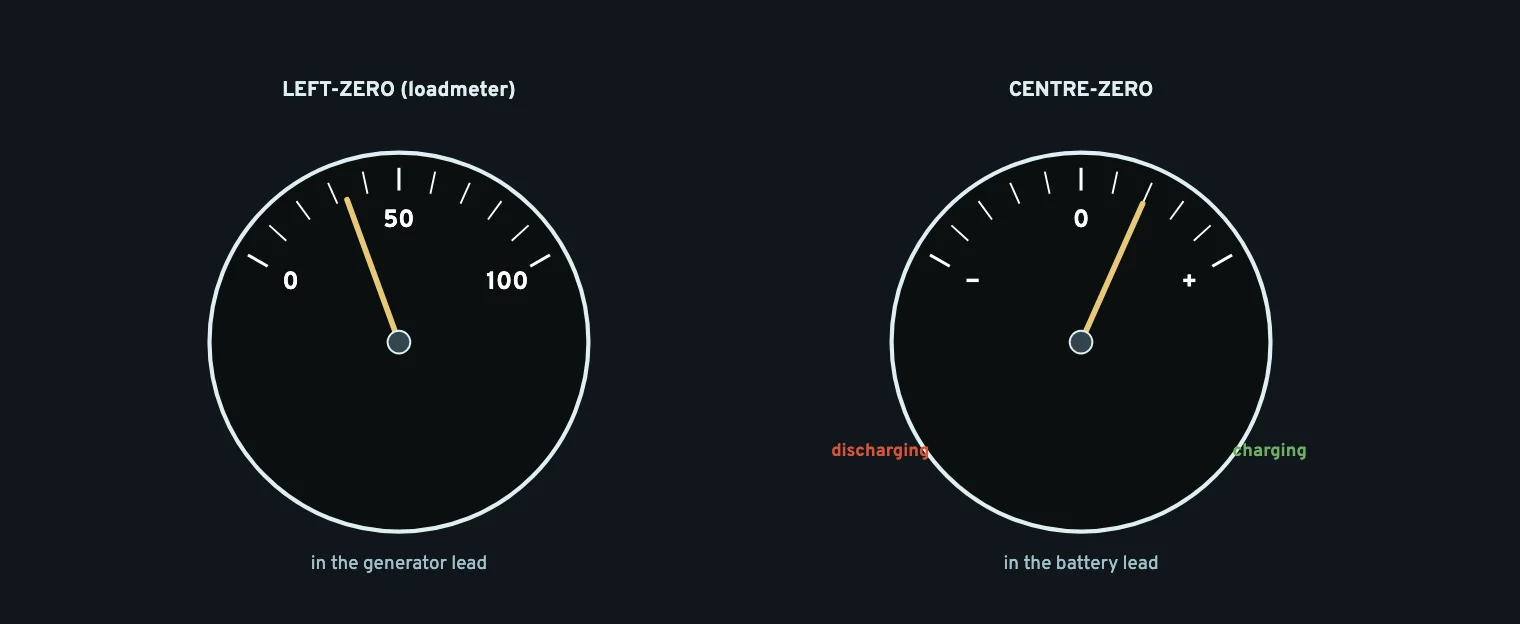 LEFT-ZERO (loadmeter)
50
0
100
in the generator lead
CENTRE-ZERO
0
–
+
discharging
charging
in the battery lead